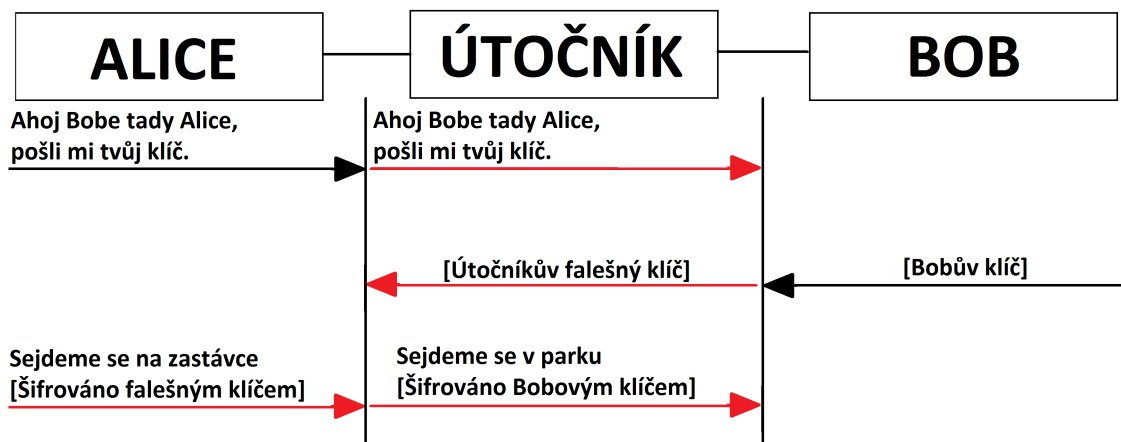 ALICE
ÚTOČNÍK
BOB
Ahoj Bobe tady Alice,
pošli mi tvůj klíč.
Ahoj Bobe tady Alice,
pošli mi tvůj klíč.
[Útočníkův falešný klíč]
[Bobův klíč]
Sejdeme se na zastávce
[Šifrováno falešným klíčem]
Sejdeme se v parku
[Šifrováno Bobovým klíčem]